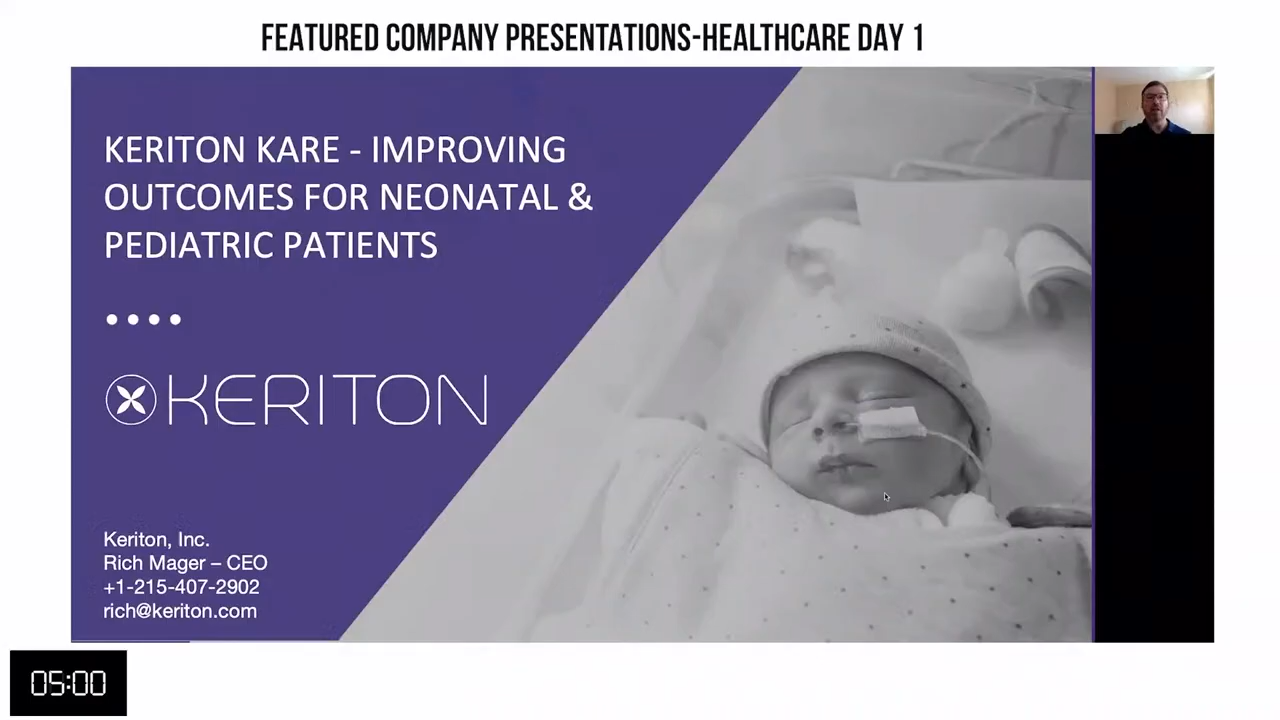 FEATURED COMPANY PRESENTATIONS-HEALTHCARE DAY 1
KERITON KARE - IMPROVING
OUTCOMES FOR NEONATAL &
PEDIATRIC PATIENTS
KERITON
Keriton, Inc.
Rich Mager – CEO
+1-215-407-2902
rich@keriton.com
05:00